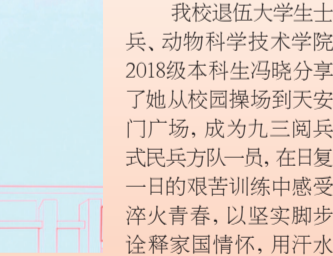 我校退伍大学生士
兵、动物科学技术学院
2018级本科生冯晓分享
了她从校园操场到天安
门广场，成为九三阅兵
式民兵方队一员，在日复
一日的艰苦训练中感受
淬火青春，以坚实脚步
诠释家国情怀，用汗水